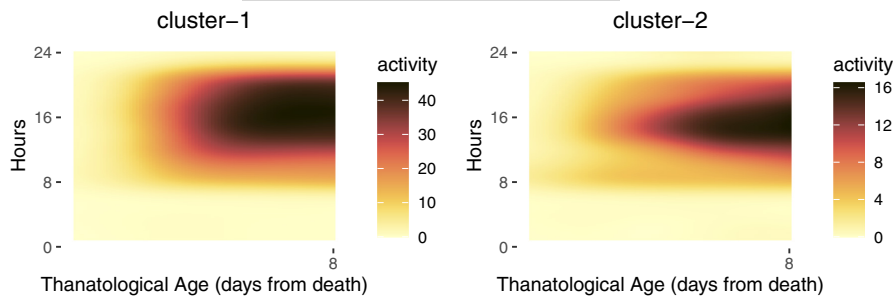 cluster−1
cluster−2
24
16
8
0
Hours
8
Thanatological Age (days from death)
activity
40
30
20
10
0
24
16
8
0
Hours
8
Thanatological Age (days from death)
activity
16
12
8
4
0